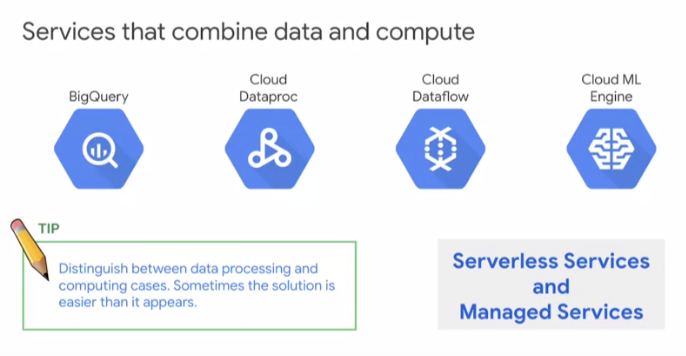 Services that combine data and compute
BigQuery
Cloud
Dataproc
Cloud
Dataflow
Cloud ML
Engine
TIP
Distinguish between data processing and
computing cases. Sometimes the solution is
easier than it appears.
Serverless Services
and
Managed Services